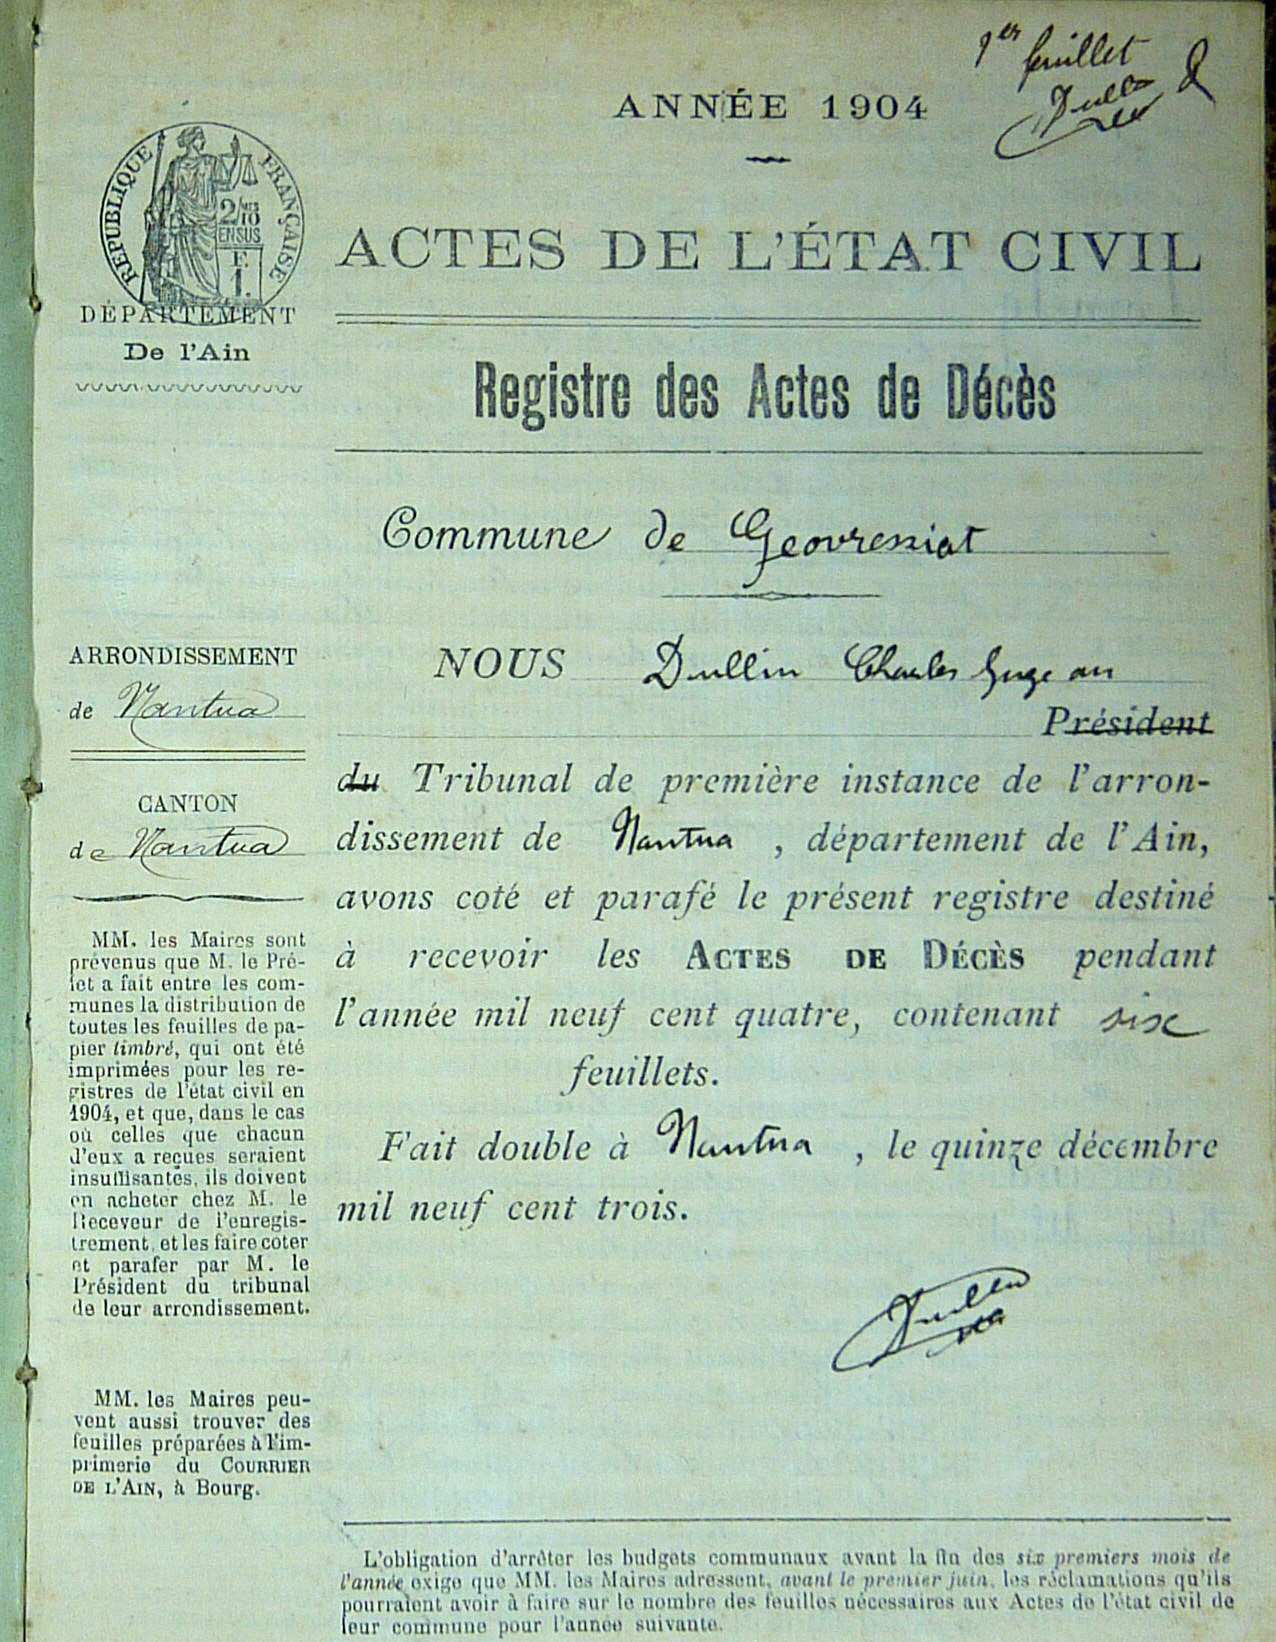 1er feuillet
Dullin
ANNÉE 1904
RÉPUBLIQUE FRANÇAISE
2/10 MES
EN SUS
F.
1.
ACTES DE L'ÉTAT CIVIL
DÉPARTEMENT
De l'Ain
Registre des Actes de Décès
Commune de Geovressiat
ARRONDISSEMENT
de Nantua
CANTON
de Nantua
MM. les Maires sont
prévenus que M. le Pré-
fet a fait entre les com-
munes la distribution de
toutes les feuilles de pa-
pier timbré, qui ont été
imprimées pour les re-
gistres de l'état civil en
1904, et que, dans le cas
où celles que chacun
d'eux a reçues seraient
insuffisantes, ils doivent
en acheter chez M. le
Receveur de l'enregis-
trement, et les faire coter
et parafer par M. le
Président du tribunal
de leur arrondissement.
MM. les Maires peu-
vent aussi trouver des
feuilles préparées à l'im-
primerie du COURRIER
DE L'AIN, à Bourg.
NOUS Dullin Charles Juge au
Président
du Tribunal de première instance de l'arron-
dissement de Nantua, département de l'Ain,
avons coté et parafé le présent registre destiné
à recevoir les ACTES DE DÉCÈS pendant
l'année mil neuf cent quatre, contenant six
feuillets.
Fait double à Nantua, le quinze décembre
mil neuf cent trois.
Dullin
L'obligation d'arrêter les budgets communaux avant la fin des six premiers mois de
l'année exige que MM. les Maires adressent, avant le premier juin, les réclamations qu'ils
pourraient avoir à faire sur le nombre des feuilles nécessaires aux Actes de l'état civil de
leur commune pour l'année suivante.